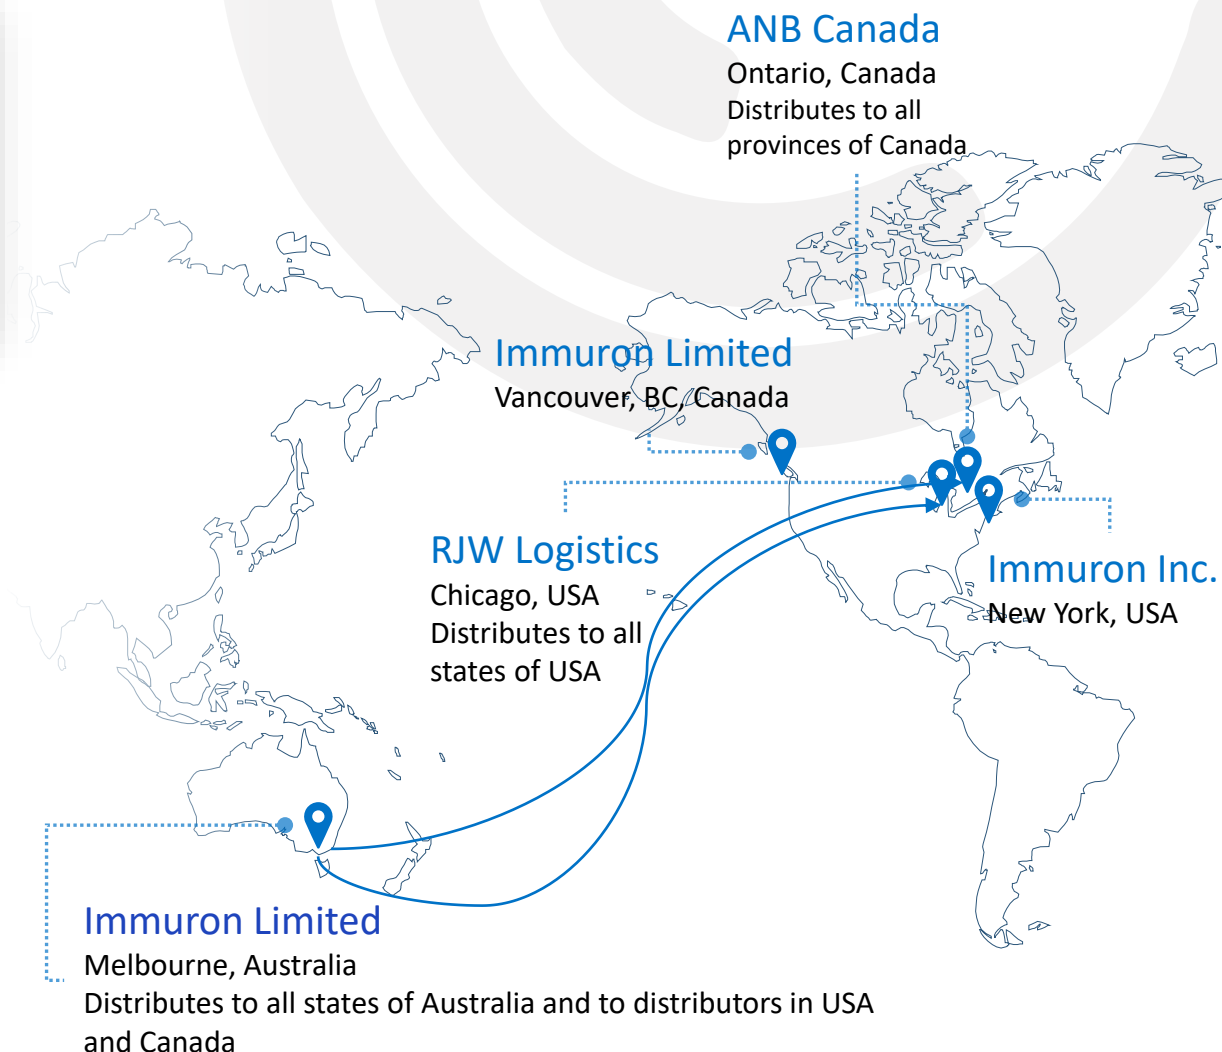 ANB Canada
Ontario, Canada
Distributes to all
provinces of Canada
Immuron Limited
Vancouver, BC, Canada
RJW Logistics
Chicago, USA
Distributes to all
states of USA
Immuron Inc.
New York, USA
Immuron Limited
Melbourne, Australia
Distributes to all states of Australia and to distributors in USA
and Canada